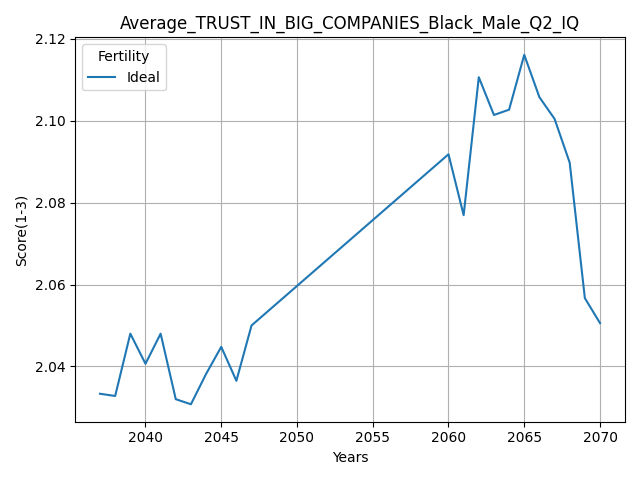 Average_TRUST_IN_BIG_COMPANIES_Black_Male_Q2_IQ
Fertility
Ideal
2.12
2.10
2.08
2.06
2.04
Score(1-3)
2040 2045 2050 2055 2060 2065 2070
Years